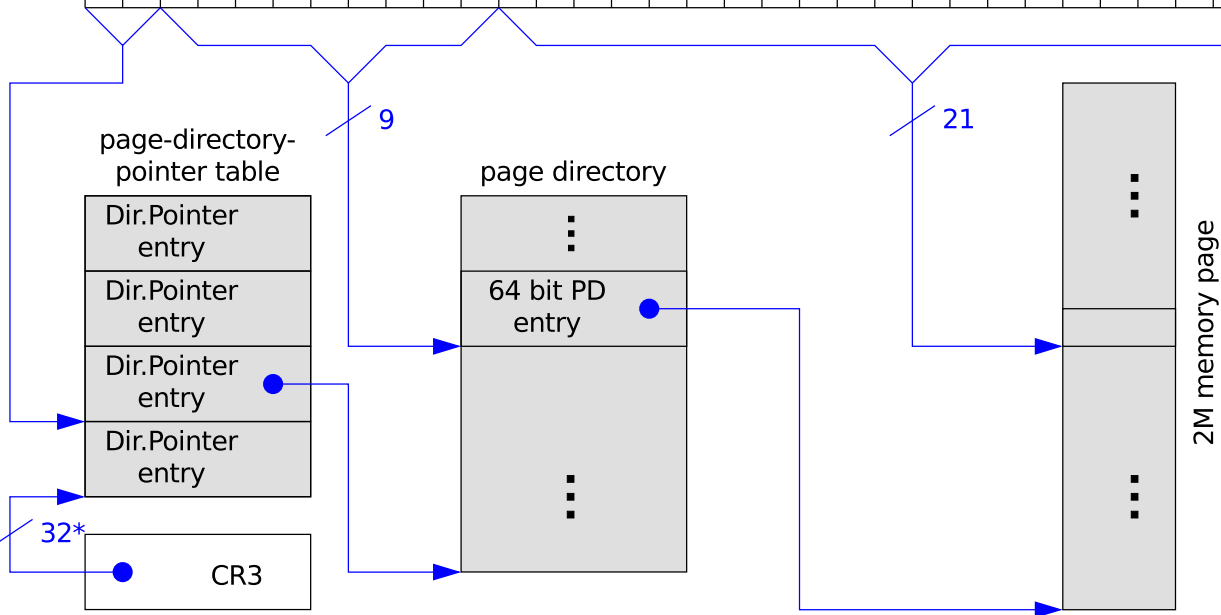 9
21
page-directory-
pointer table
page directory
Dir.Pointer
entry
Dir.Pointer
entry
64 bit PD
entry
Dir.Pointer
entry
Dir.Pointer
entry
2M memory page
32*
CR3